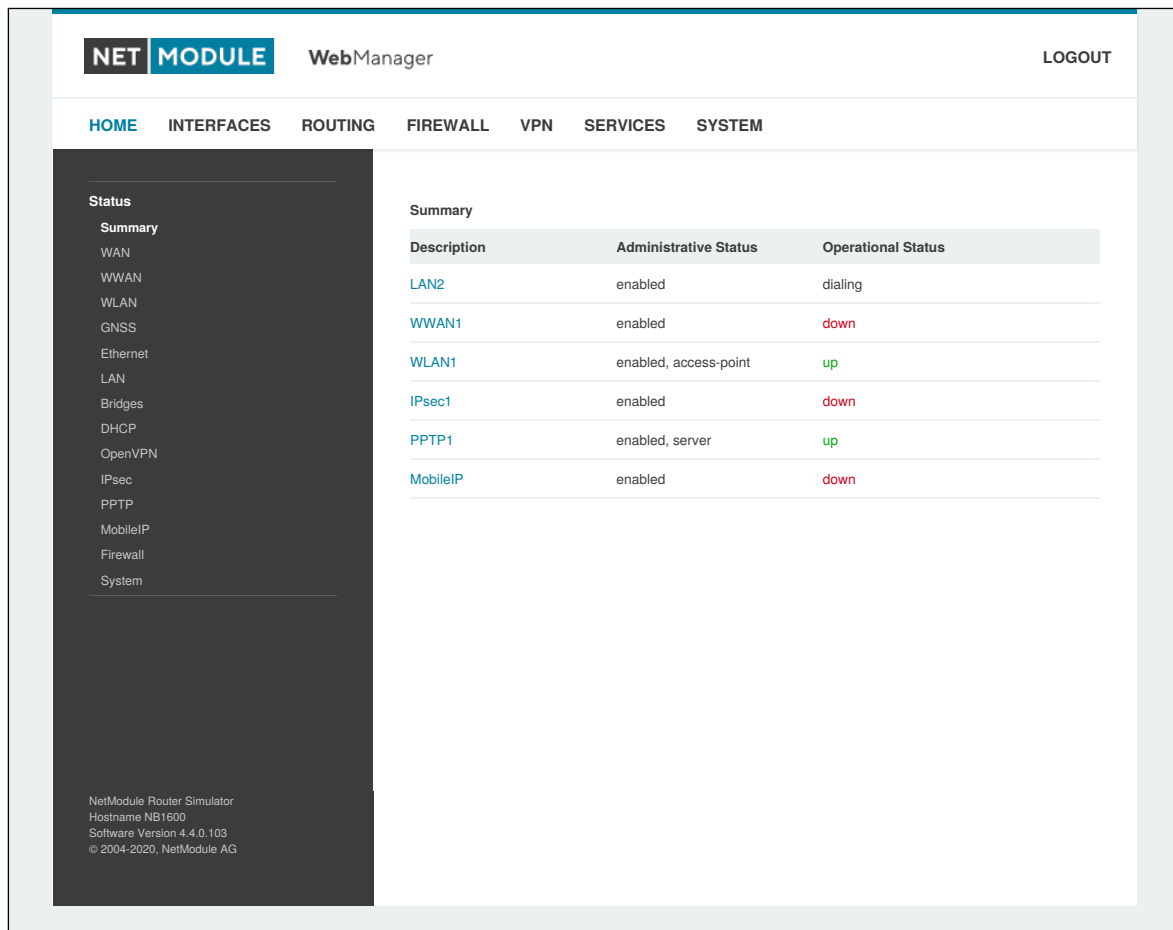 NET MODULE WebManager LOGOUT
HOME INTERFACES ROUTING FIREWALL VPN SERVICES SYSTEM
Status
Summary
WAN
WWAN
WLAN
GNSS
Ethernet
LAN
Bridges
DHCP
OpenVPN
IPsec
PPTP
MobileIP
Firewall
System
NetModule Router Simulator
Hostname NB1600
Software Version 4.4.0.103
© 2004-2020, NetModule AG
Summary
Description Administrative Status Operational Status
LAN2 enabled dialing
WWAN1 enabled down
WLAN1 enabled, access-point up
IPsec1 enabled down
PPTP1 enabled, server up
MobileIP enabled down